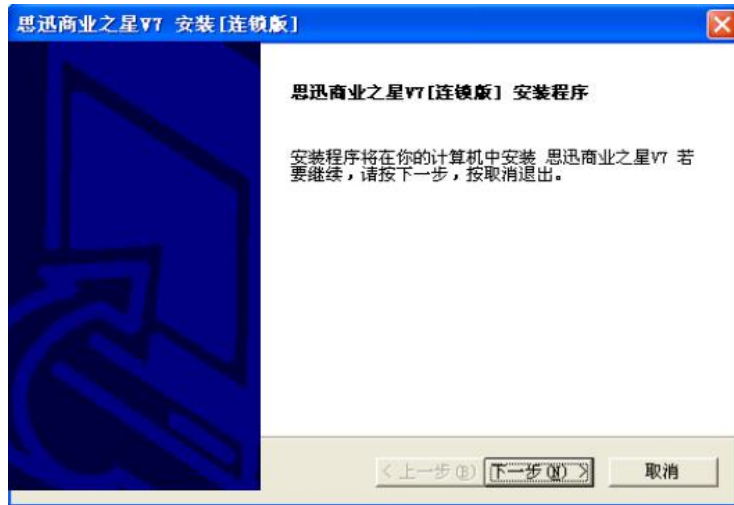 思迅商业之星V7 安装[连锁版]
思迅商业之星V7[连锁版] 安装程序
安装程序将在你的计算机中安装 思迅商业之星V7 若
要继续，请按下一步，按取消退出。
< 上一步(B) 下一步(N) > 取消